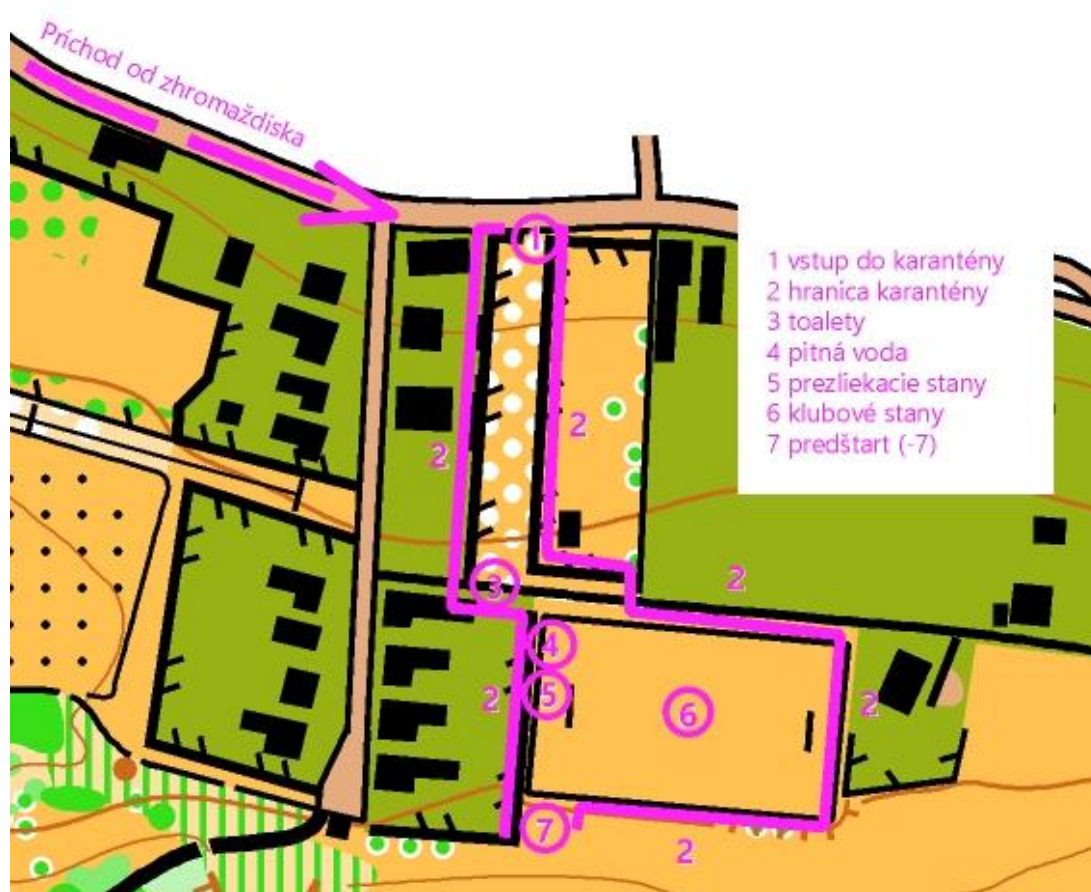 Príchod od zhromaždiska
1
1 vstup do karantény
2 hranica karantény
3 toalety
4 pitná voda
5 prezliekacie stany
6 klubové stany
7 predštart (-7)
2
2
3
2
4
5
2
6
2
7
2